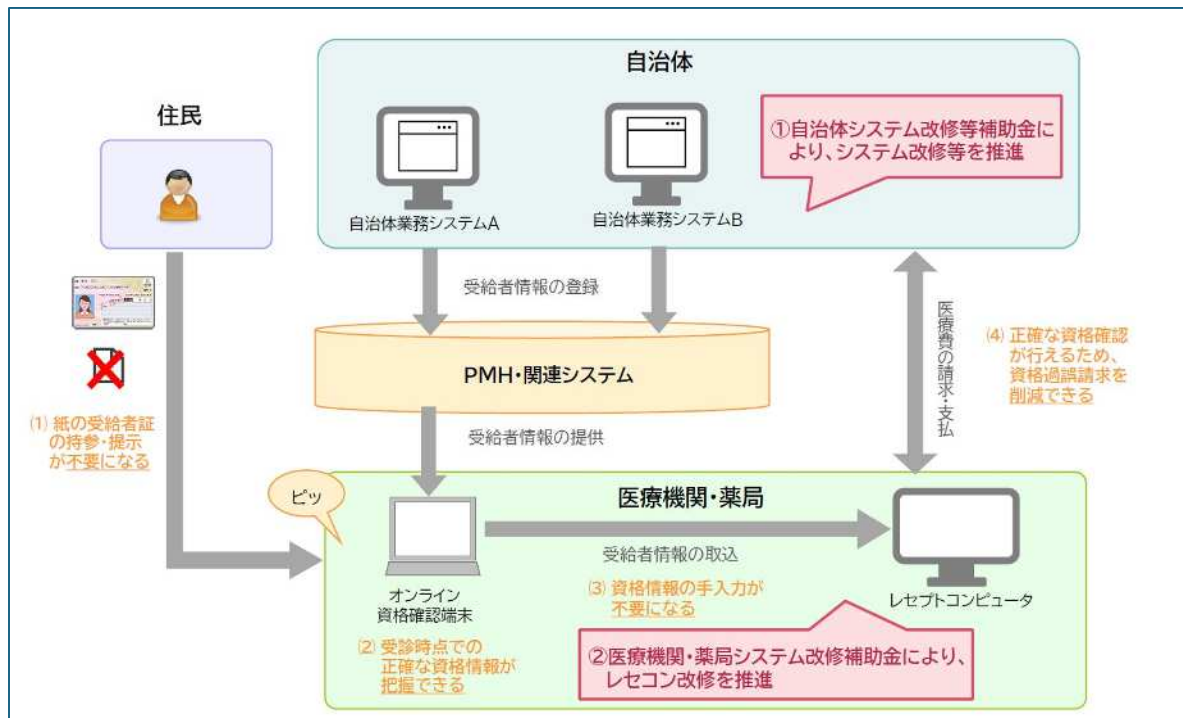 自治体
住民
①自治体システム改修等補助金に
より、システム改修等を推進
自治体業務システムA
自治体業務システムB
受給者情報の登録
PMH・関連システム
医療費の請求・支払
⑷ 正確な資格確認
が行えるため、
資格過誤請求を
削減できる
⑴ 紙の受給者証
の持参・提示
が不要になる
受給者情報の提供
ピッ
医療機関・薬局
受給者情報の取込
オンライン
資格確認端末
⑶ 資格情報の手入力が
不要になる
レセプトコンピュータ
⑵ 受診時点での
正確な資格情報が
把握できる
②医療機関・薬局システム改修補助金により、
レセコン改修を推進